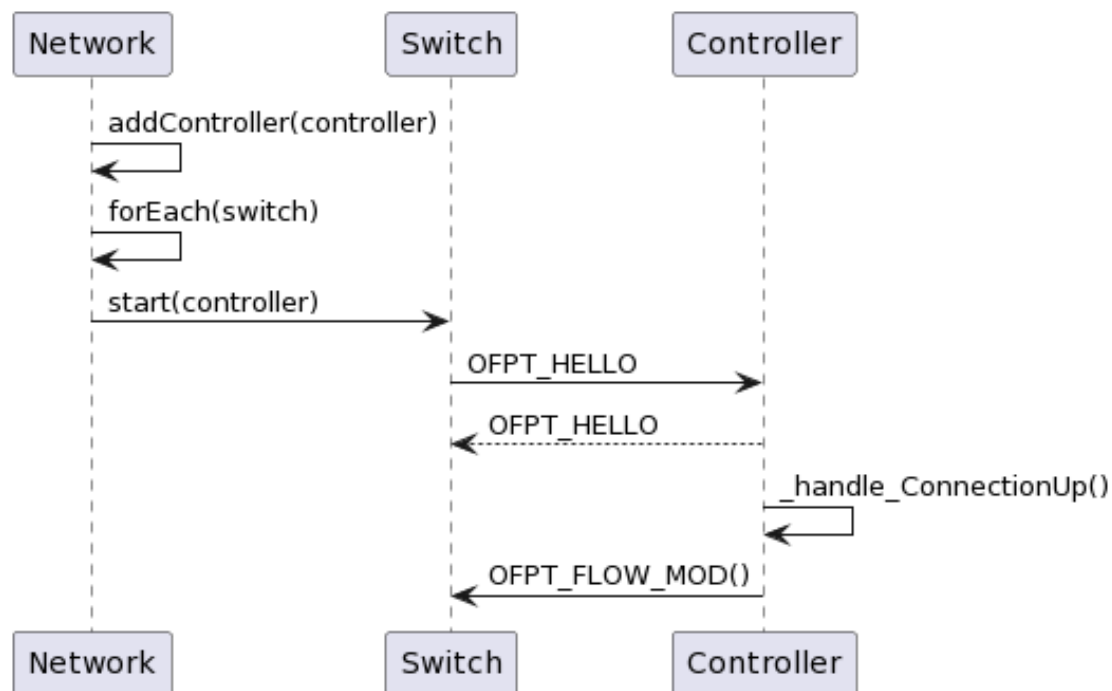 Network Switch Controller
addController(controller)
forEach(switch)
start(controller)
OFPT_HELLO
OFPT_HELLO
_handle_ConnectionUp()
OFPT_FLOW_MOD()
Network Switch Controller